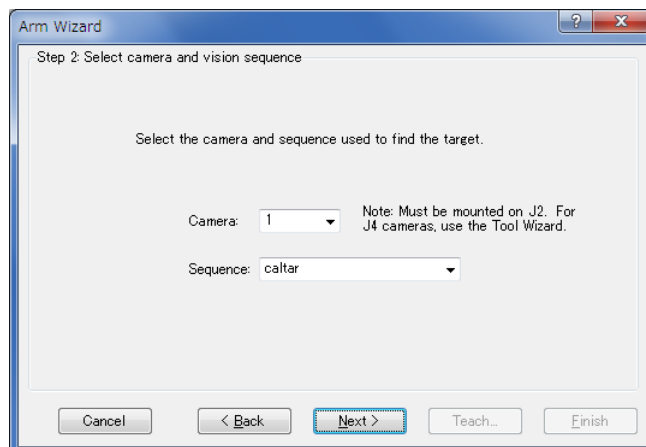 Arm Wizard
Step 2: Select camera and vision sequence
Select the camera and sequence used to find the target.
Camera: 1
Note: Must be mounted on J2. For
J4 cameras, use the Tool Wizard.
Sequence: caltar
Cancel < Back Next > Teach... Finish